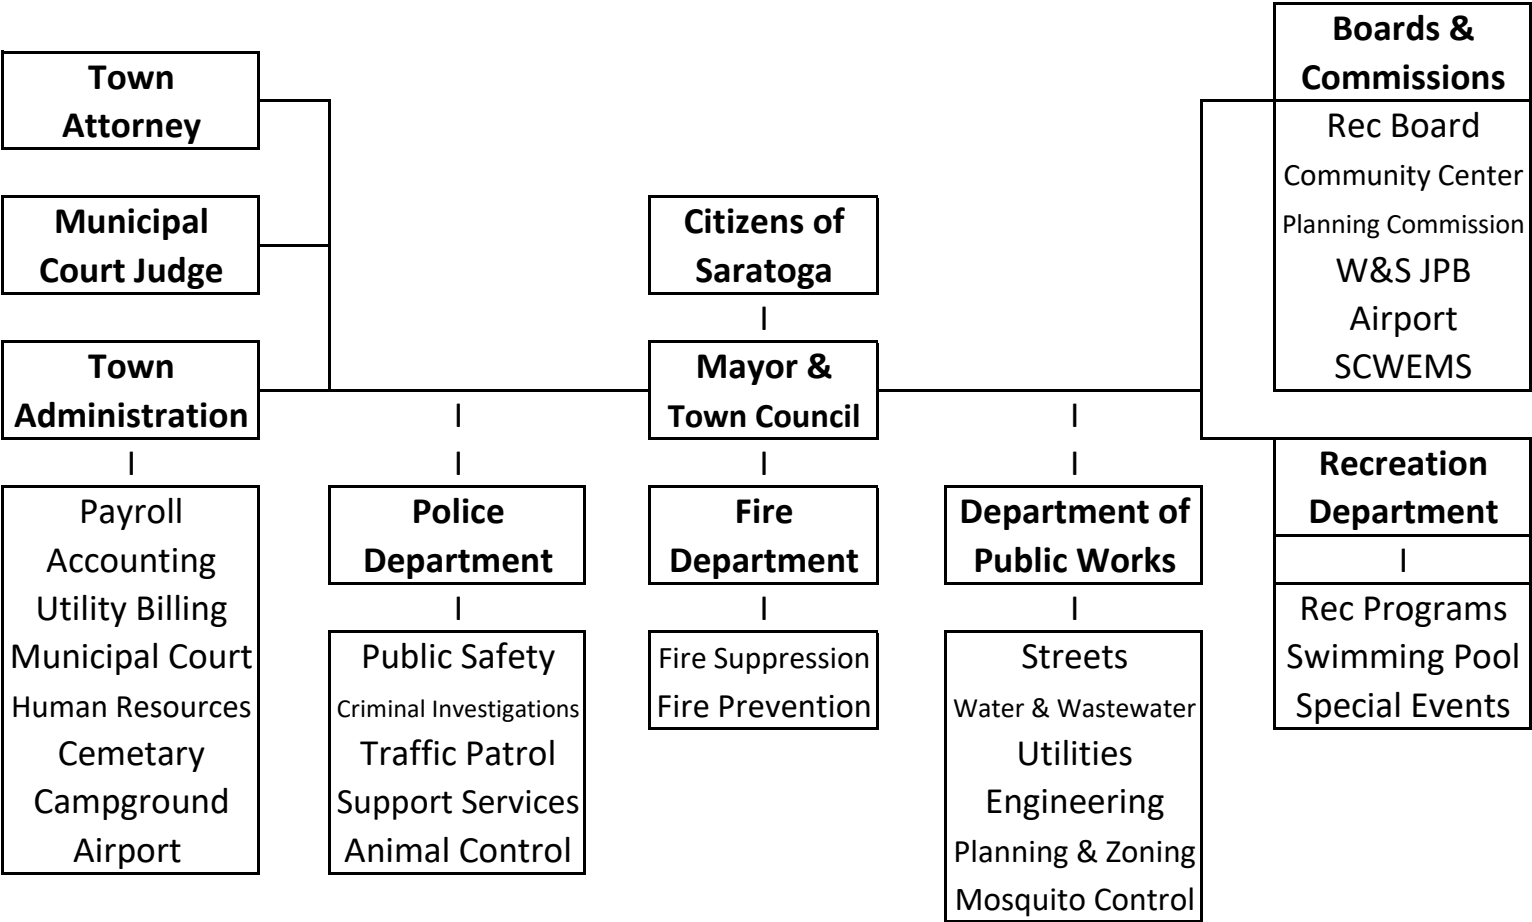 Boards &
Commissions
Rec Board
Community Center
Planning Commission
W&S JPB
Airport
SCWEMS
Town
Attorney
Municipal
Court Judge
Citizens of
Saratoga
Town
Administration
Mayor &
Town Council
Payroll
Accounting
Utility Billing
Municipal Court
Human Resources
Cemetary
Campground
Airport
Police
Department
Public Safety
Criminal Investigations
Traffic Patrol
Support Services
Animal Control
Fire
Department
Fire Suppression
Fire Prevention
Department of
Public Works
Streets
Water & Wastewater
Utilities
Engineering
Planning & Zoning
Mosquito Control
Recreation
Department
Rec Programs
Swimming Pool
Special Events